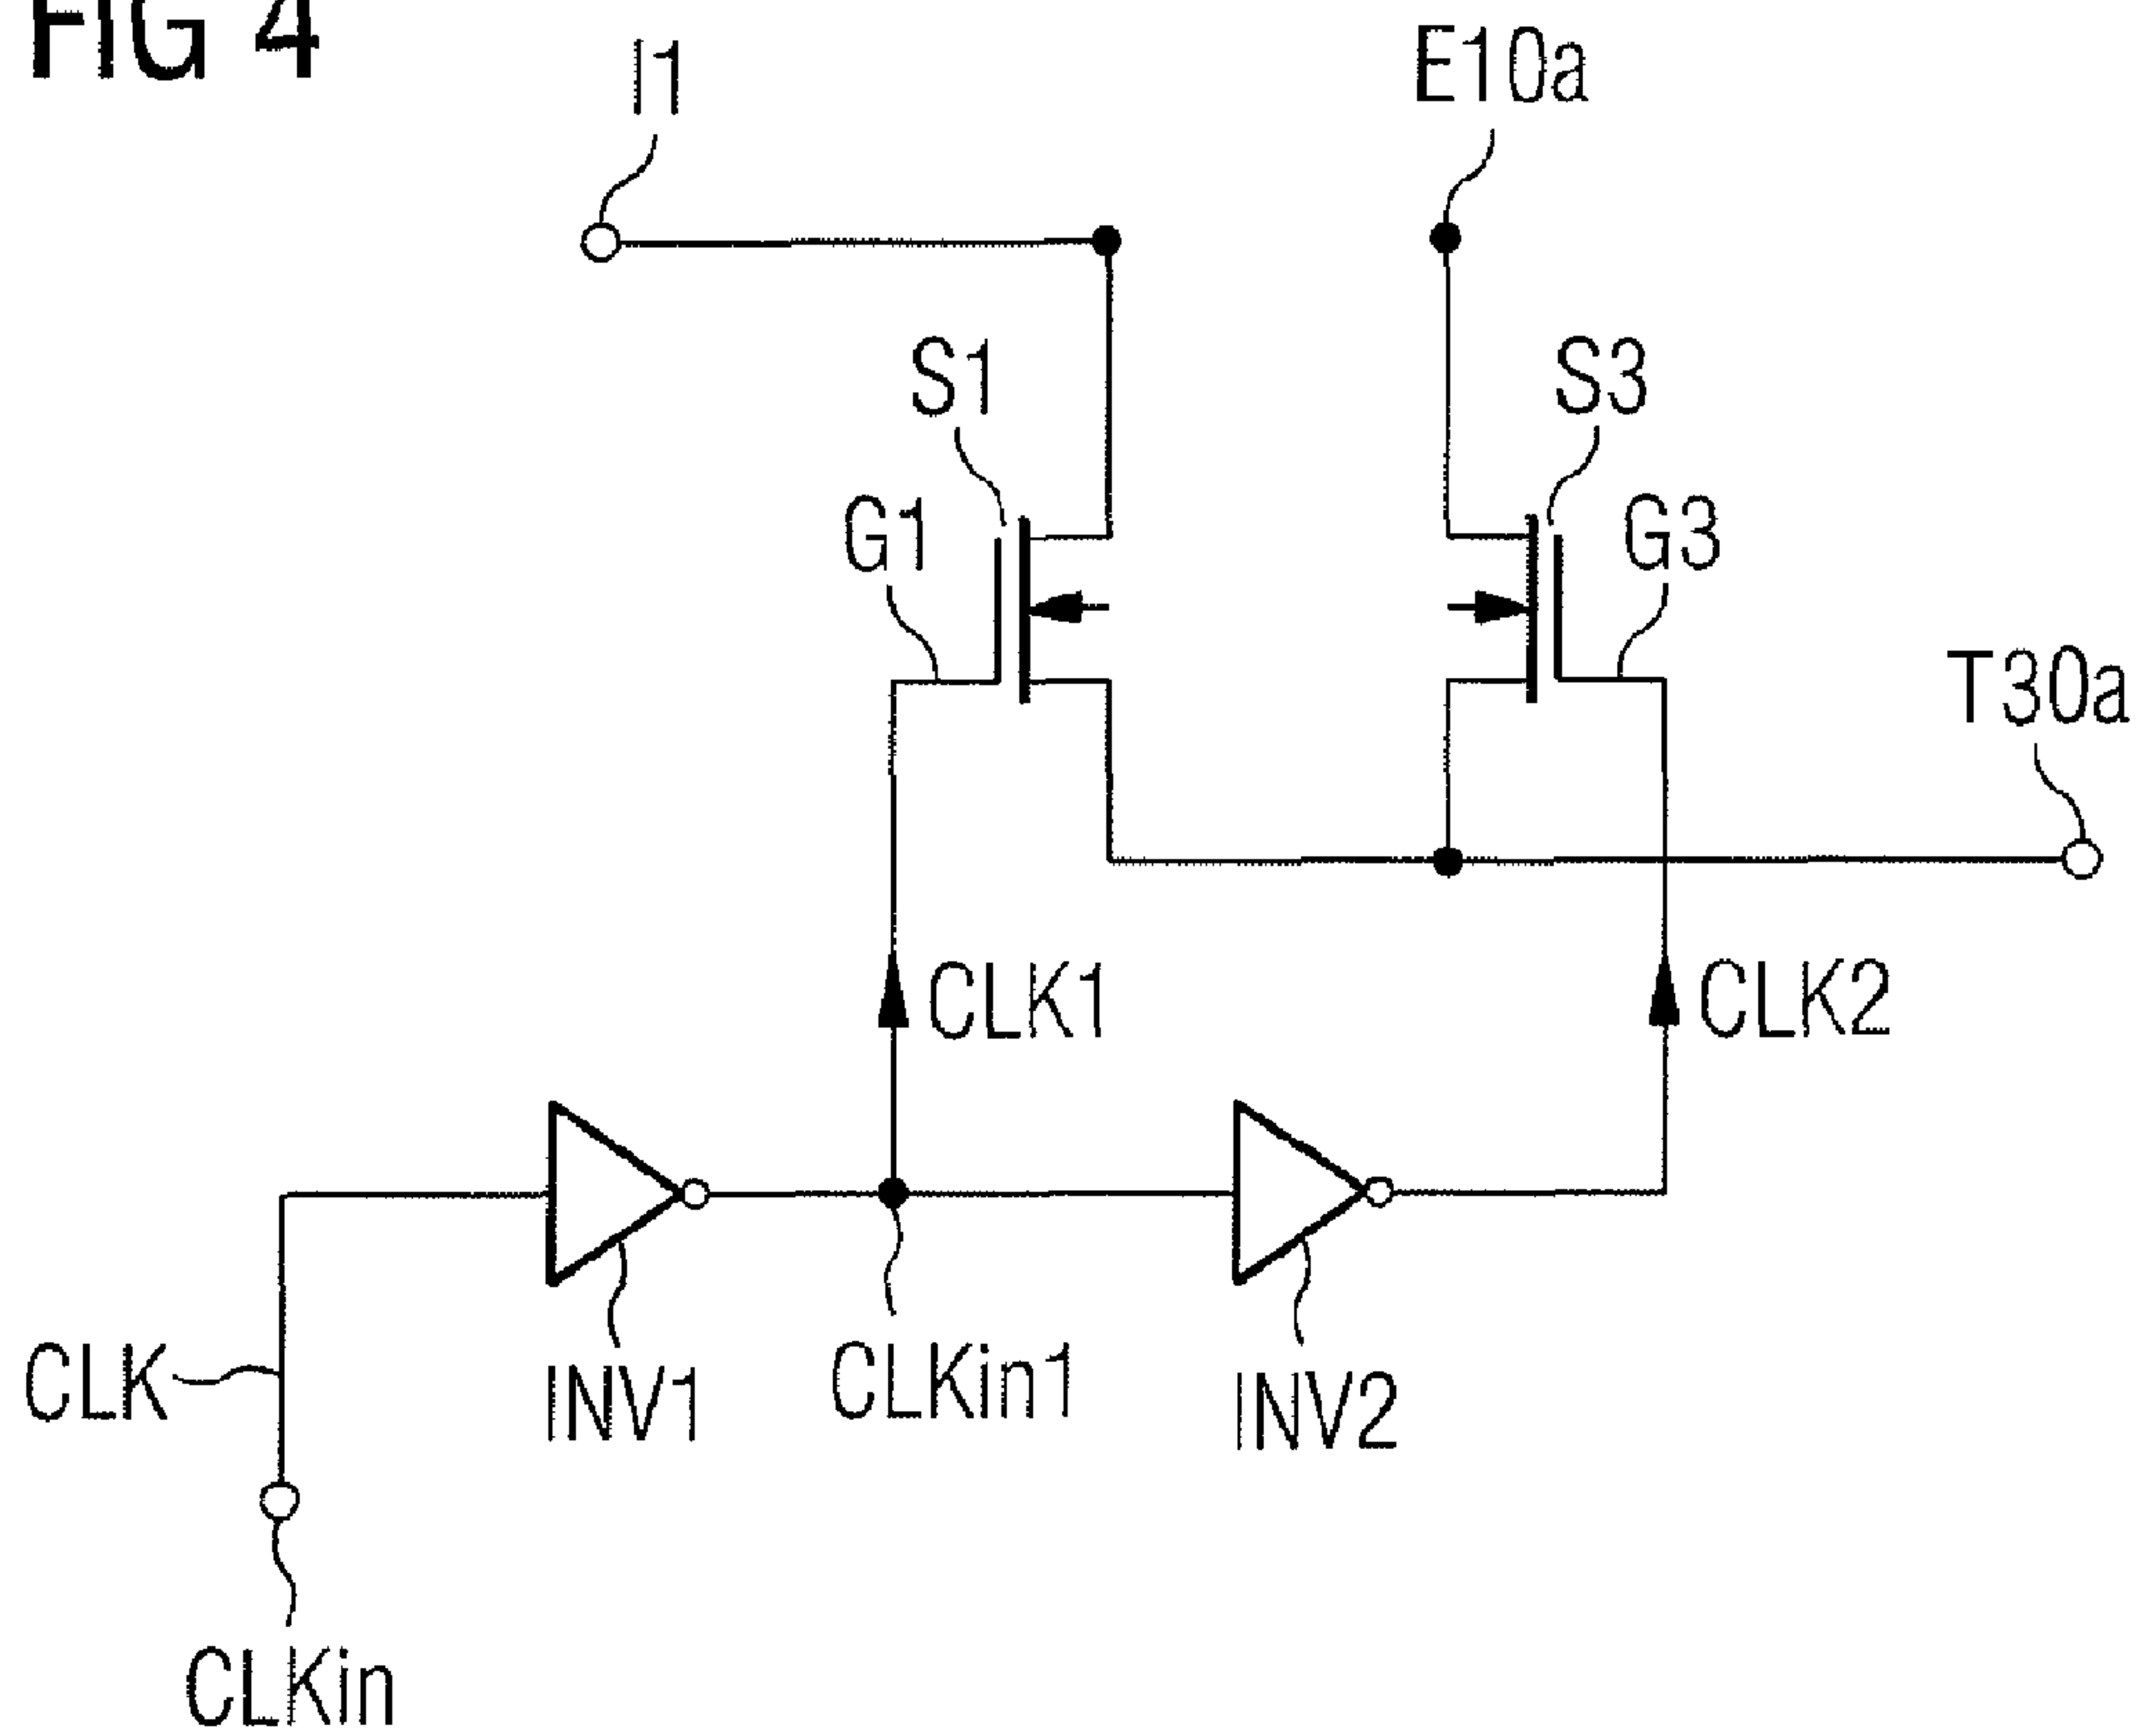 FIG 4
I1
E10a
S1
S3
G1
G3
T30a
CLK1
CLK2
CLK
INV1
CLKin1
INV2
CLKin